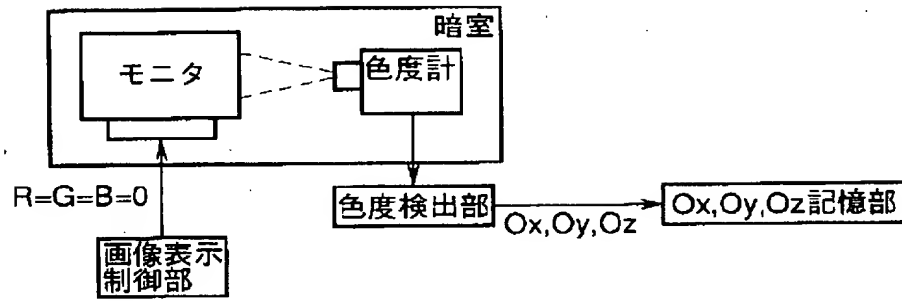 暗室
モニタ
色度計
R=G=B=0
色度検出部
Ox,Oy,Oz
Ox,Oy,Oz記憶部
画像表示
制御部